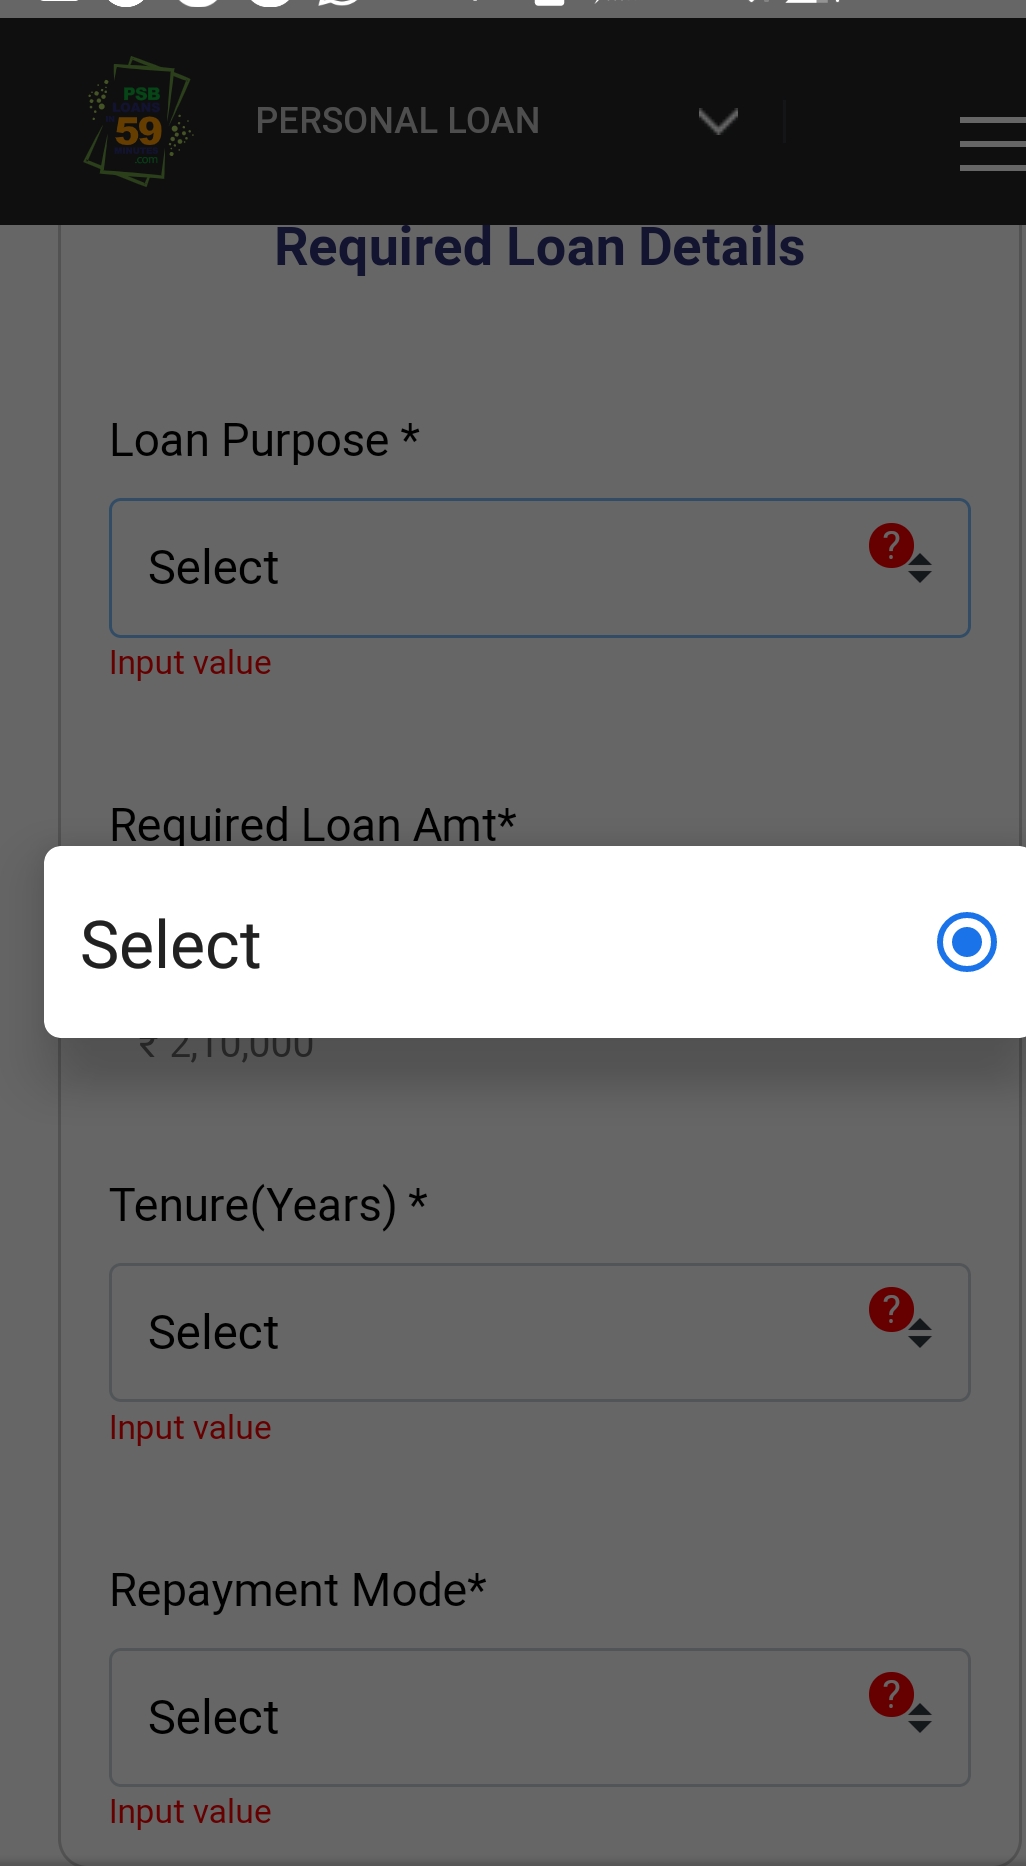 PSB
LOANS
59
MINUTES
.com
PERSONAL LOAN
Required Loan Details
Loan Purpose *
Select
?
Input value
Required Loan Amt*
Select
₹ 2,10,000
Tenure(Years) *
Select
?
Input value
Repayment Mode*
Select
?
Input value